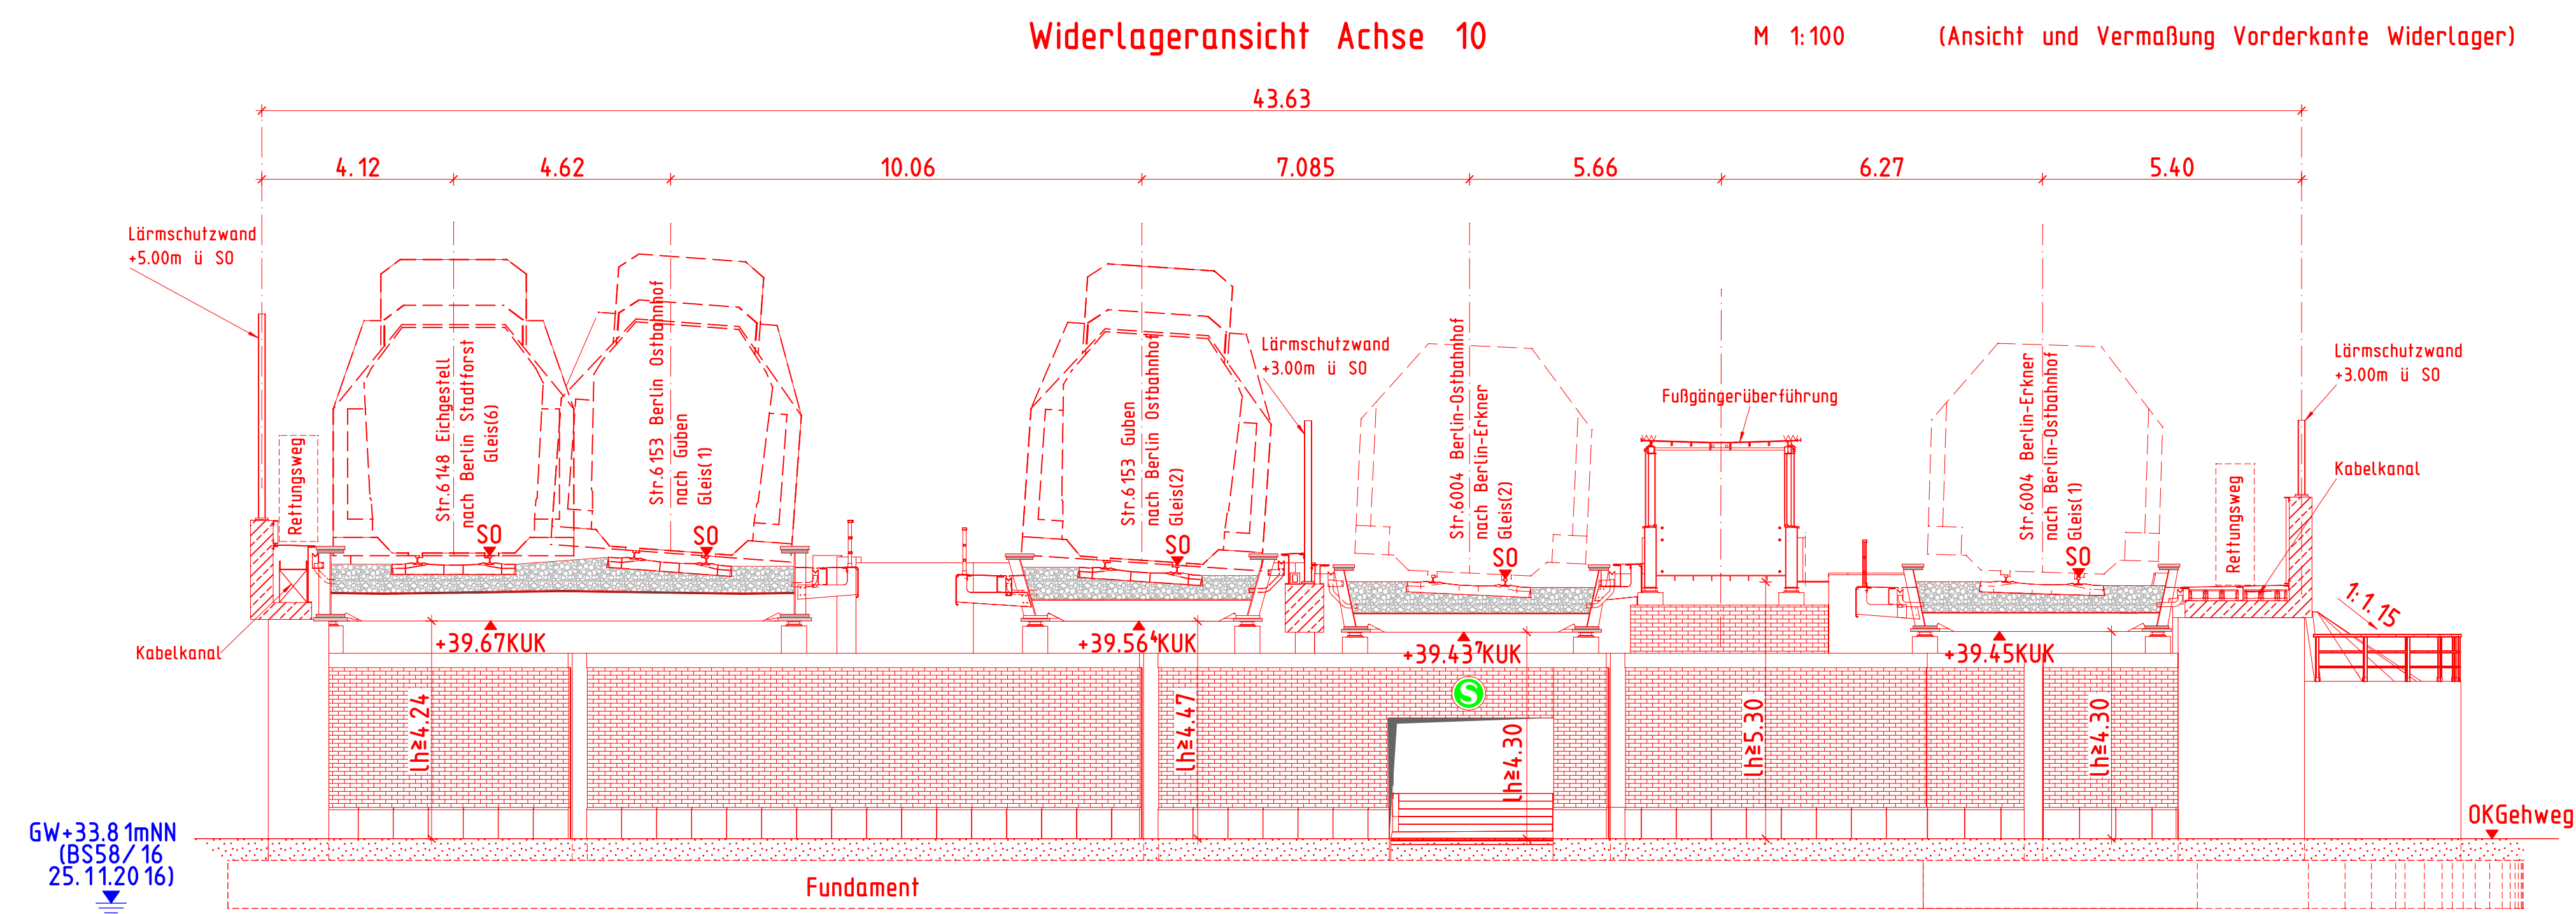 Widerlageransicht Achse 10
M 1:100
(Ansicht und Vermaßung Vorderkante Widerlager)
43.63
4.12
4.62
10.06
7.085
5.66
6.27
5.40
Lärmschutzwand
+5.00m ü SO
Lärmschutzwand
+3.00m ü SO
Lärmschutzwand
+3.00m ü SO
Fußgängerüberführung
Kabelkanal
Rettungsweg
Str.6148 Eichgestell
nach Berlin Stadtforst
Gleis(6)
Str.6153 Berlin Ostbahnhof
nach Guben
Gleis(1)
Str.6153 Guben
nach Berlin Ostbahnhof
Gleis(2)
Str.6004 Berlin-Ostbahnhof
nach Berlin-Erkner
Gleis(2)
Str.6004 Berlin-Erkner
nach Berlin-Ostbahnhof
Gleis(1)
Rettungsweg
SO
SO
SO
SO
SO
1:1.15
Kabelkanal
+39.67KUK
+39.56⁴KUK
+39.43⁷KUK
+39.45KUK
S
lh≥4.24
lh≥4.47
lh≥4.30
lh≥5.30
lh≥4.30
OKGehweg
GW+33.81mNN
(BS58/16
25.11.2016)
Fundament